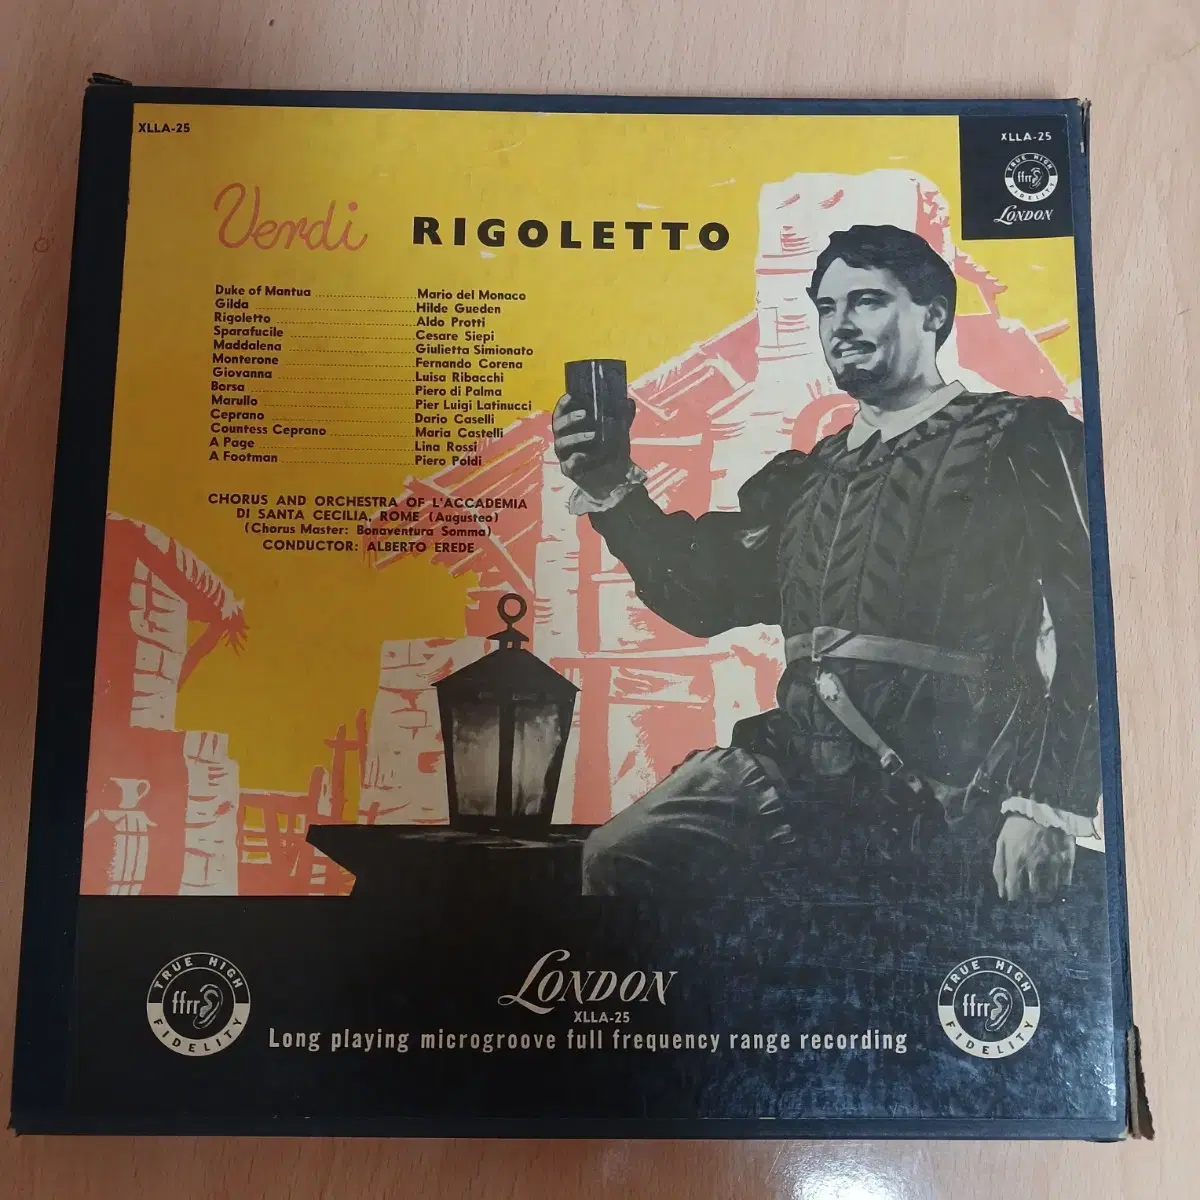 XLLA-25
XLLA-25
TRUE HIGH FIDELITY
ffrr
LONDON
Verdi RIGOLETTO
Duke of Mantua Mario del Monaco
Gilda Hilde Gueden
Rigoletto Aldo Protti
Sparafucile Cesare Siepi
Maddalena Giulietta Simionato
Monterone Fernando Corena
Giovanna Luisa Ribacchi
Borsa Piero di Palma
Marullo Pier Luigi Latinucci
Ceprano Dario Caselli
Countess Ceprano Maria Castelli
A Page Lina Rossi
A Footman Piero Poldi
CHORUS AND ORCHESTRA OF L'ACCADEMIA
DI SANTA CECILIA, ROME (Augusteo)
(Chorus Master: Bonaventura Somma)
CONDUCTOR: ALBERTO EREDE
TRUE HIGH FIDELITY
ffrr
LONDON
XLLA-25
Long playing microgroove full frequency range recording
TRUE HIGH FIDELITY
ffrr